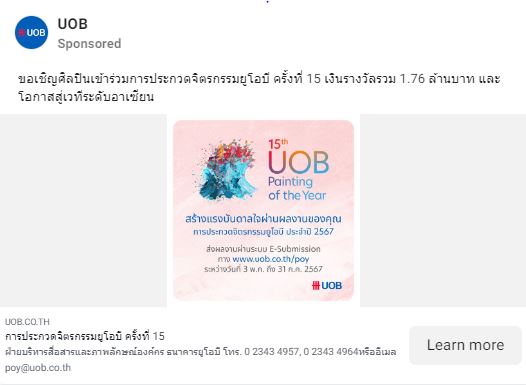 UOB
UOB
Sponsored
ขอเชิญศิลปินเข้าร่วมการประกวดจิตรกรรมยูโอบี ครั้งที่ 15 เงินรางวัลรวม 1.76 ล้านบาท และ
โอกาสสู่เวทีระดับอาเซียน
15th
UOB
Painting
of the Year
สร้างแรงบันดาลใจผ่านผลงานของคุณ
การประกวดจิตรกรรมยูโอบี ประจำปี 2567
ส่งผลงานผ่านระบบ E-Submission
ทาง www.uob.co.th/poy
ระหว่างวันที่ 3 พ.ค. ถึง 31 ก.ค. 2567
UOB
UOB.CO.TH
การประกวดจิตรกรรมยูโอบี ครั้งที่ 15
ฝ่ายบริหารสื่อสารและภาพลักษณ์องค์กร ธนาคารยูโอบี โทร. 0 2343 4957, 0 2343 4964หรืออีเมล
poy@uob.co.th
Learn more